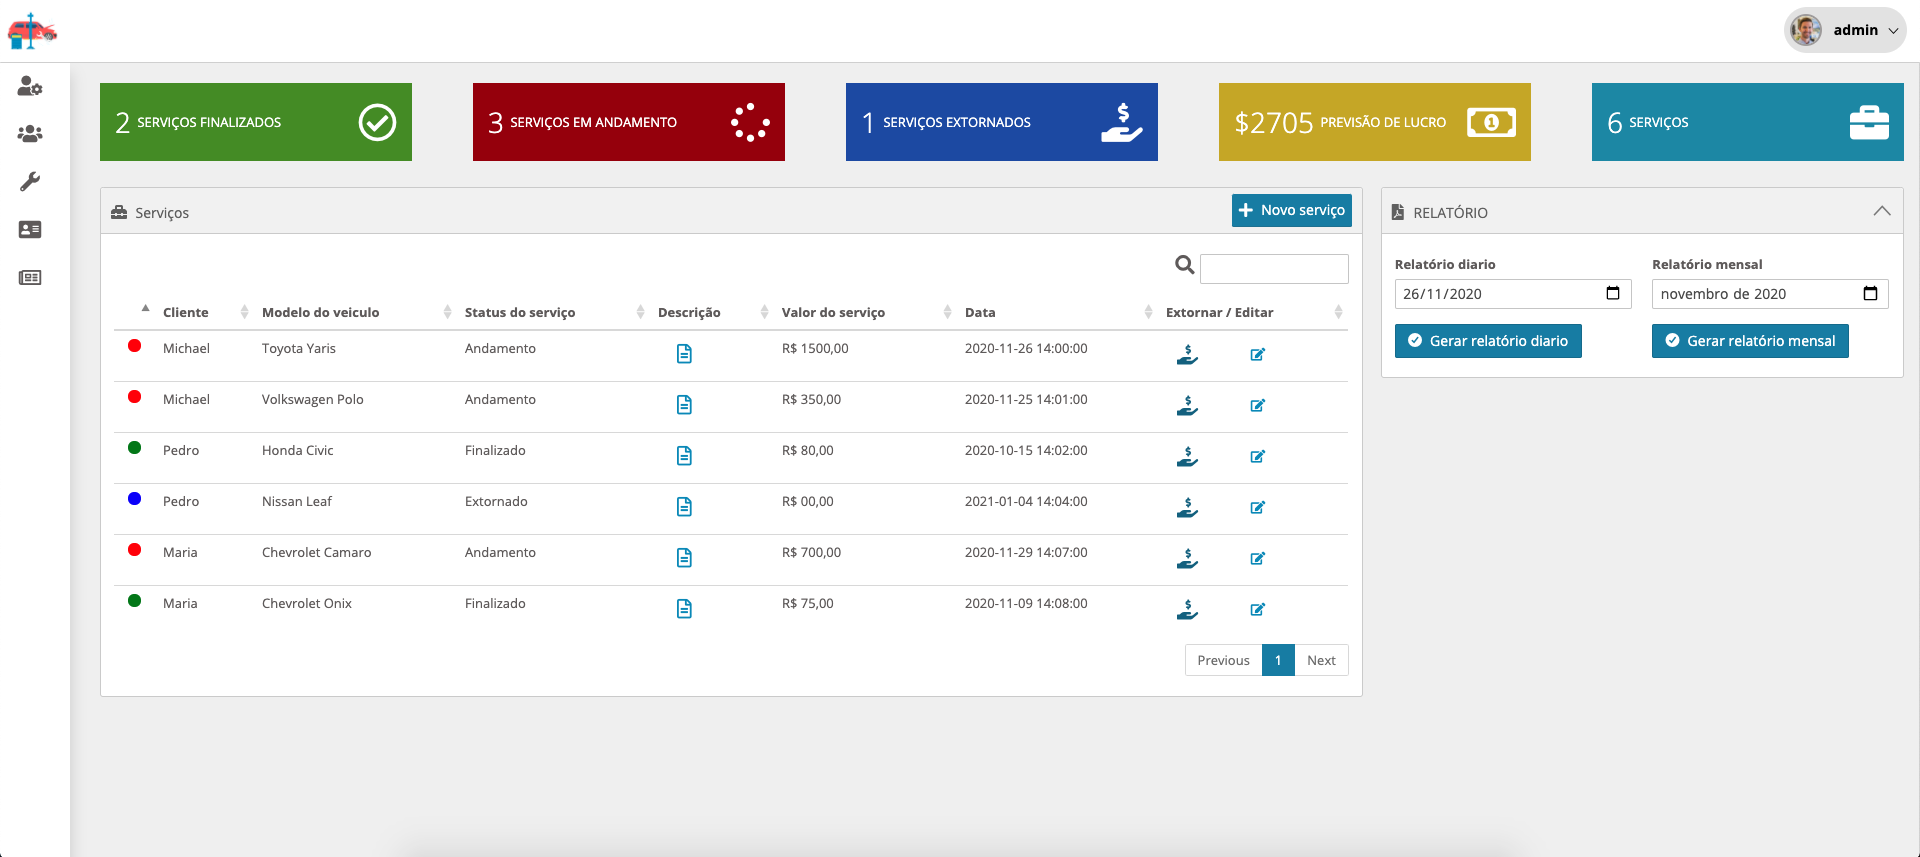 admin
2 SERVIÇOS FINALIZADOS
3 SERVIÇOS EM ANDAMENTO
1 SERVIÇOS EXTORNADOS
$2705 PREVISÃO DE LUCRO
1
6 SERVIÇOS
Serviços
Novo serviço
Cliente Modelo do veiculo Status do serviço Descrição Valor do serviço Data Extornar / Editar
Michael Toyota Yaris Andamento R$ 1500,00 2020-11-26 14:00:00
Michael Volkswagen Polo Andamento R$ 350,00 2020-11-25 14:01:00
Pedro Honda Civic Finalizado R$ 80,00 2020-10-15 14:02:00
Pedro Nissan Leaf Extornado R$ 00,00 2021-01-04 14:04:00
Maria Chevrolet Camaro Andamento R$ 700,00 2020-11-29 14:07:00
Maria Chevrolet Onix Finalizado R$ 75,00 2020-11-09 14:08:00
Previous 1 Next
RELATÓRIO
Relatório diario Relatório mensal
26/11/2020 novembro de 2020
Gerar relatório diario Gerar relatório mensal